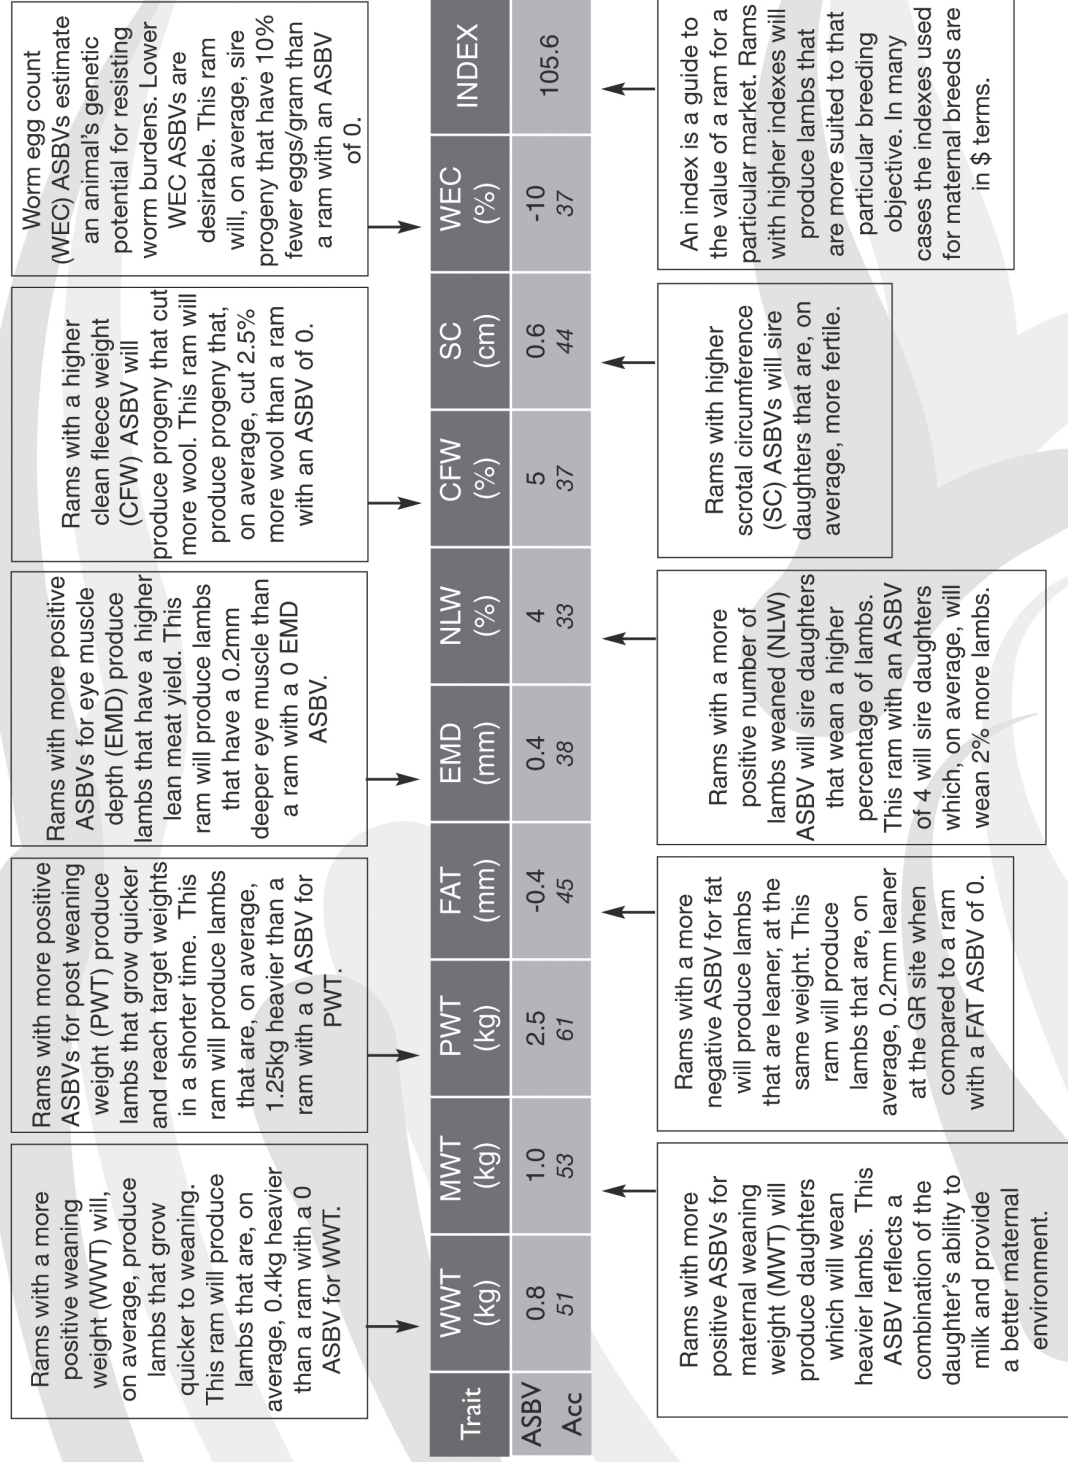 Rams with a more
positive weaning
weight (WWT) will,
on average, produce
lambs that grow
quicker to weaning.
This ram will produce
lambs that are, on
average, 0.4kg heavier
than a ram with a 0
ASBV for WWT.
Rams with more positive
ASBVs for post weaning
weight (PWT) produce
lambs that grow quicker
and reach target weights
in a shorter time. This
ram will produce lambs
that are, on average,
1.25kg heavier than a
ram with a 0 ASBV for
PWT.
Rams with more positive
ASBVs for eye muscle
depth (EMD) produce
lambs that have a higher
lean meat yield. This
ram will produce lambs
that have a 0.2mm
deeper eye muscle than
a ram with a 0 EMD
ASBV.
Rams with a higher
clean fleece weight
(CFW) ASBV will
produce progeny that cut
more wool. This ram will
produce progeny that,
on average, cut 2.5%
more wool than a ram
with an ASBV of 0.
Worm egg count
(WEC) ASBVs estimate
an animal's genetic
potential for resisting
worm burdens. Lower
WEC ASBVs are
desirable. This ram
will, on average, sire
progeny that have 10%
fewer eggs/gram than
a ram with an ASBV
of 0.
Trait WWT MWT PWT FAT EMD NLW CFW SC WEC INDEX
(kg) (kg) (kg) (mm) (mm) (%) (%) (cm) (%)
ASBV 0.8 1.0 2.5 -0.4 0.4 4 5 0.6 -10 105.6
Acc 51 53 61 45 38 33 37 44 37
Rams with more
positive ASBVs for
maternal weaning
weight (MWT) will
produce daughters
which will wean
heavier lambs. This
ASBV reflects a
combination of the
daughter's ability to
milk and provide
a better maternal
environment.
Rams with a more
negative ASBV for fat
will produce lambs
that are leaner, at the
same weight. This
ram will produce
lambs that are, on
average, 0.2mm leaner
at the GR site when
compared to a ram
with a FAT ASBV of 0.
Rams with a more
positive number of
lambs weaned (NLW)
ASBV will sire daughters
that wean a higher
percentage of lambs.
This ram with an ASBV
of 4 will sire daughters
which, on average, will
wean 2% more lambs.
Rams with higher
scrotal circumference
(SC) ASBVs will sire
daughters that are, on
average, more fertile.
An index is a guide to
the value of a ram for a
particular market. Rams
with higher indexes will
produce lambs that
are more suited to that
particular breeding
objective. In many
cases the indexes used
for maternal breeds are
in $ terms.